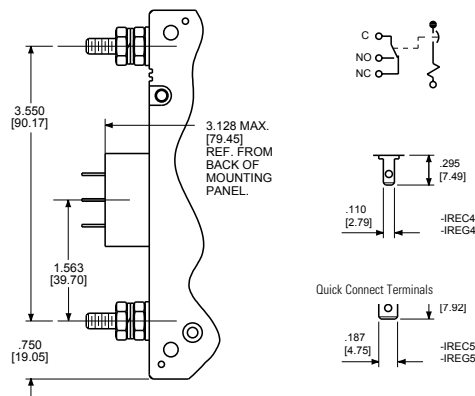 3.550
[90.17]
3.128 MAX.
[79.45]
REF. FROM
BACK OF
MOUNTING
PANEL.
1.563
[39.70]
.750
[19.05]
C
NO
NC
.295
[7.49]
.110
[2.79]
-IREC4
-IREG4
Quick Connect Terminals
[7.92]
.187
[4.75]
-IREC5
-IREG5